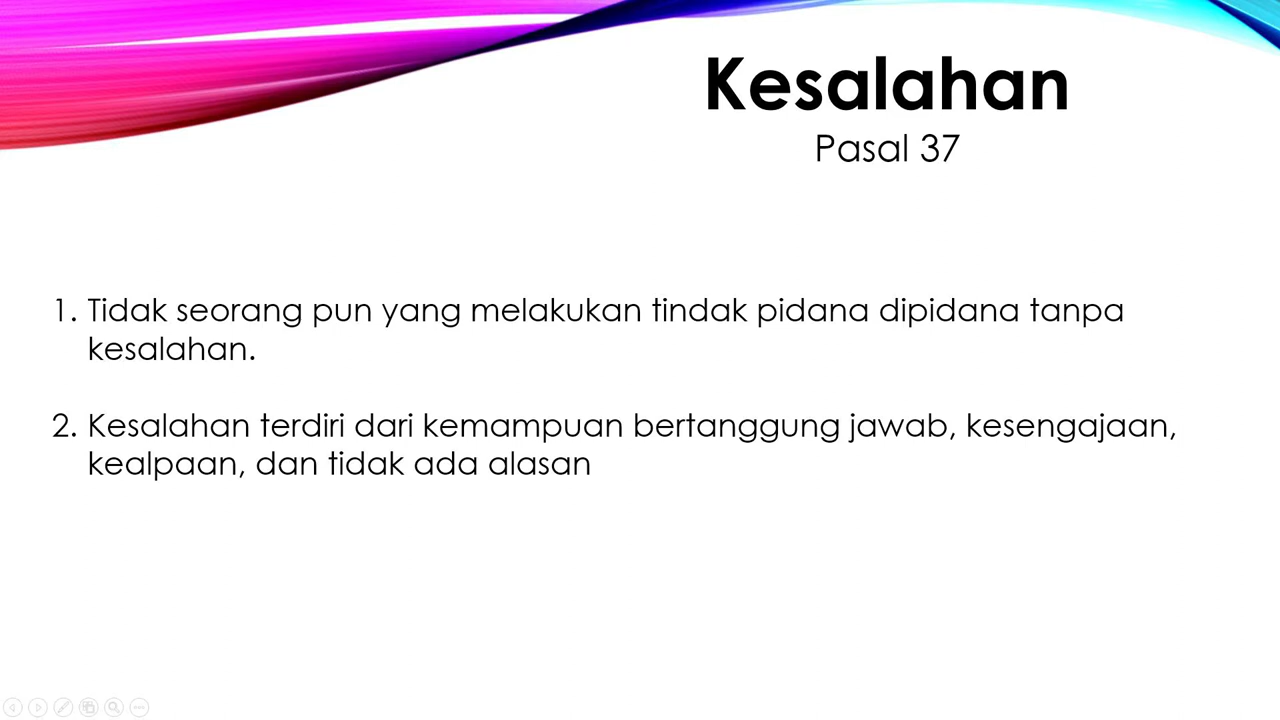 Kesalahan
Pasal 37
1. Tidak seorang pun yang melakukan tindak pidana dipidana tanpa
kesalahan.
2. Kesalahan terdiri dari kemampuan bertanggung jawab, kesengajaan,
kealpaan, dan tidak ada alasan